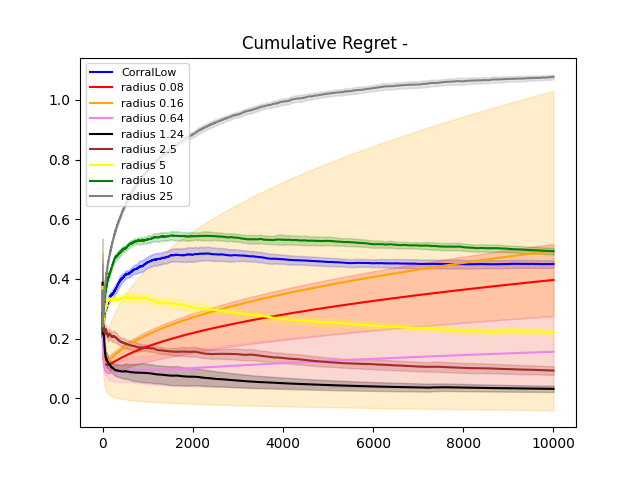 Cumulative Regret -
CorralLow
radius 0.08
radius 0.16
radius 0.64
radius 1.24
radius 2.5
radius 5
radius 10
radius 25
1.0
0.8
0.6
0.4
0.2
0.0
0 2000 4000 6000 8000 10000